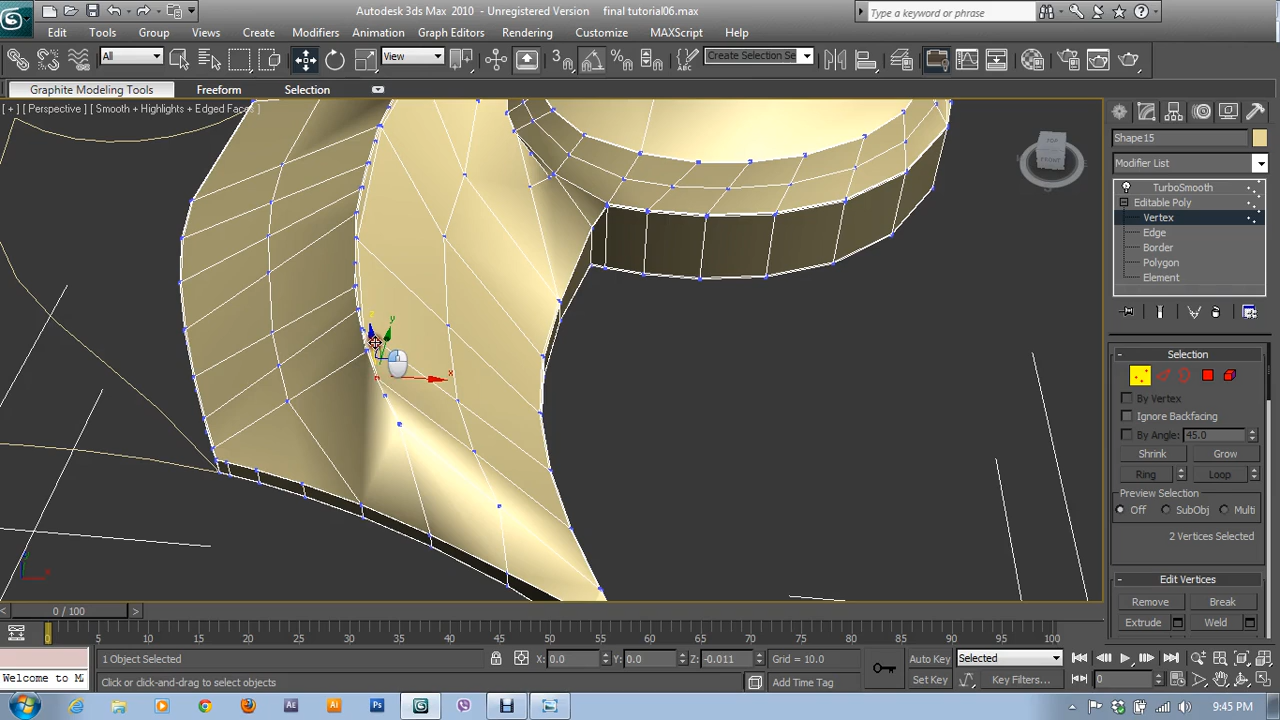 Autodesk 3ds Max 2010 - Unregistered Version final tutorial06.max
Type a keyword or phrase
Edit Tools Group Views Create Modifiers Animation Graph Editors Rendering Customize MAXScript Help
All View 3 Create Selection Se
Graphite Modeling Tools Freeform Selection
[ + ] [ Perspective ] [ Smooth + Highlights + Edged Faces ]
TOP
FRONT
Shape15
Modifier List
TurboSmooth
Editable Poly
Vertex
Edge
Border
Polygon
Element
z
y
x
Selection
By Vertex
Ignore Backfacing
By Angle: 45.0
Shrink Grow
Ring Loop
Preview Selection
Off SubObj Multi
2 Vertices Selected
Edit Vertices
Remove Break
Extrude Weld
x
0 / 100
0 5 10 15 20 25 30 35 40 45 50 55 60 65 70 75 80 85 90 95 100
1 Object Selected X: 0.0 Y: 0.0 Z: -0.011 Grid = 10.0 Auto Key Selected
Welcome to M Click or click-and-drag to select objects Add Time Tag Set Key Key Filters... 0
Ae Ai Ps 9:45 PM